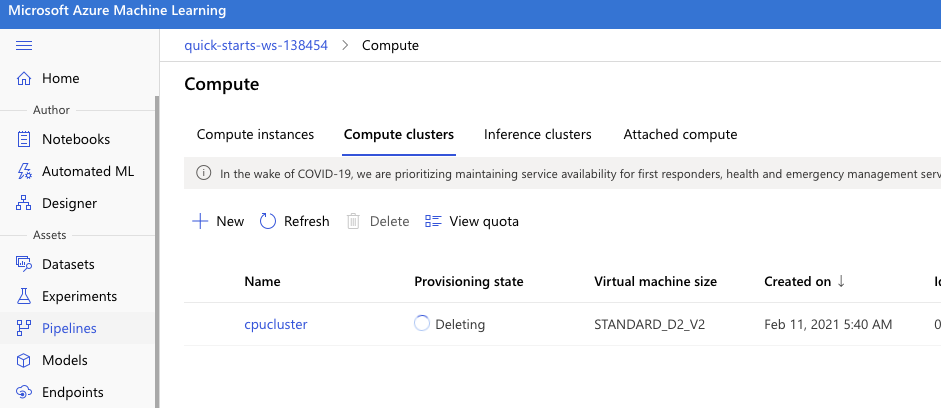 Microsoft Azure Machine Learning
quick-starts-ws-138454 > Compute
Home
Author
Notebooks
Automated ML
Designer
Assets
Datasets
Experiments
Pipelines
Models
Endpoints
Compute
Compute instances Compute clusters Inference clusters Attached compute
In the wake of COVID-19, we are prioritizing maintaining service availability for first responders, health and emergency management
New Refresh Delete View quota
Name Provisioning state Virtual machine size Created on ↓
cpucluster Deleting STANDARD_D2_V2 Feb 11, 2021 5:40 AM 0